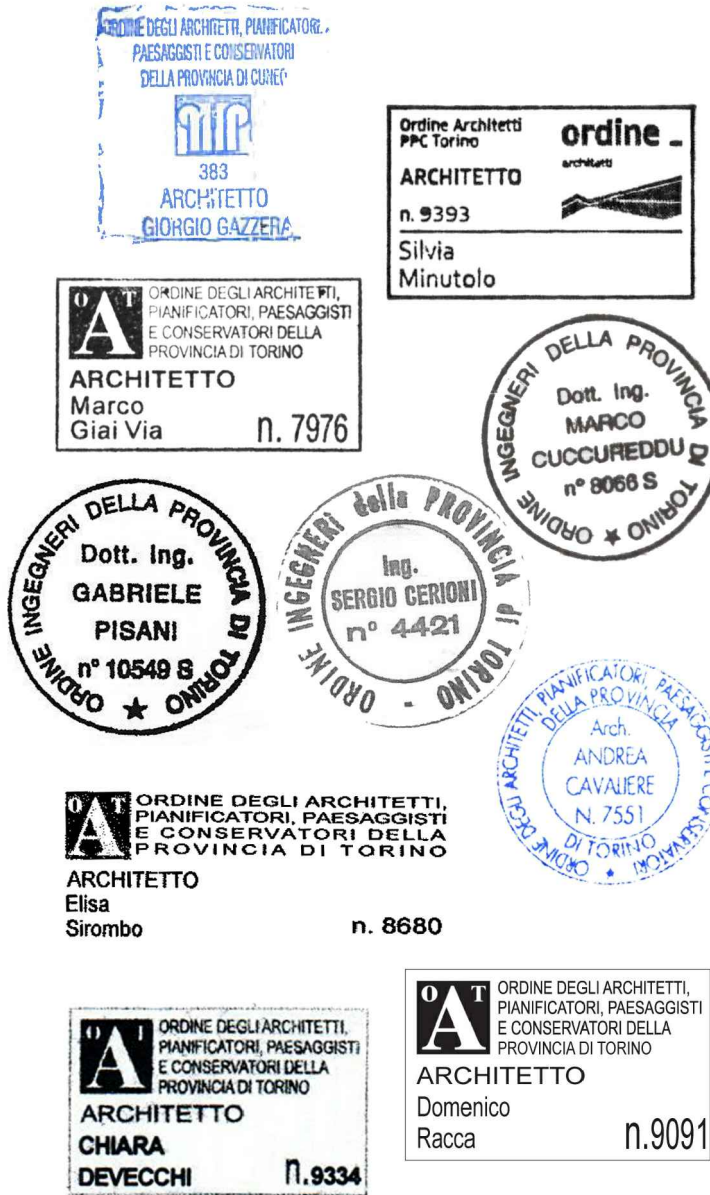 ORDINE DEGLI ARCHITETTI, PIANIFICATORI,
PAESAGGISTI E CONSERVATORI
DELLA PROVINCIA DI CUNEO
383
ARCHITETTO
GIORGIO GAZZERA
Ordine Architetti
PPC Torino
ordine
architetti
ARCHITETTO
n. 9393
Silvia
Minutolo
OAT
ORDINE DEGLI ARCHITETTI,
PIANIFICATORI, PAESAGGISTI
E CONSERVATORI DELLA
PROVINCIA DI TORINO
ARCHITETTO
Marco
Giai Via
n. 7976
ORDINE INGEGNERI DELLA PROVINCIA DI TORINO
Dott. Ing.
MARCO
CUCCUREDDU
n° 8066 S
ORDINE INGEGNERI DELLA PROVINCIA DI TORINO
Dott. Ing.
GABRIELE
PISANI
n° 10549 S
ORDINE INGEGNERI della PROVINCIA di TORINO -
Ing.
SERGIO CERIONI
n° 4421
ORDINE DEGLI ARCHITETTI, PIANIFICATORI PAESAGGISTI E CONSERVATORI
DELLA PROVINCIA
DI TORINO
Arch.
ANDREA
CAVALIERE
N. 7551
OAT
ORDINE DEGLI ARCHITETTI,
PIANIFICATORI, PAESAGGISTI
E CONSERVATORI DELLA
PROVINCIA DI TORINO
ARCHITETTO
Elisa
Sirombo
n. 8680
OAT
ORDINE DEGLI ARCHITETTI,
PIANIFICATORI, PAESAGGISTI
E CONSERVATORI DELLA
PROVINCIA DI TORINO
ARCHITETTO
CHIARA
DEVECCHI
n.9334
OAT
ORDINE DEGLI ARCHITETTI,
PIANIFICATORI, PAESAGGISTI
E CONSERVATORI DELLA
PROVINCIA DI TORINO
ARCHITETTO
Domenico
Racca
n.9091